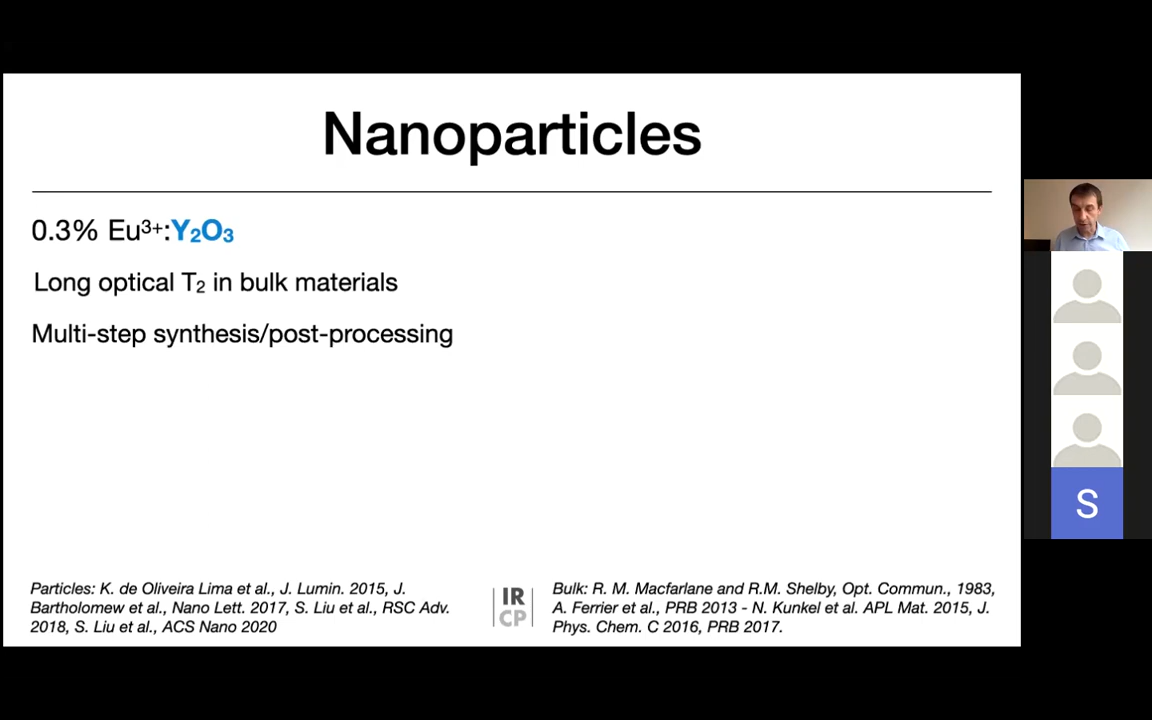 Nanoparticles
0.3% Eu³⁺:Y₂O₃
Long optical T₂ in bulk materials
Multi-step synthesis/post-processing
Particles: K. de Oliveira Lima et al., J. Lumin. 2015, J.
Bartholomew et al., Nano Lett. 2017, S. Liu et al., RSC Adv.
2018, S. Liu et al., ACS Nano 2020
IR
CP
Bulk: R. M. Macfarlane and R.M. Shelby, Opt. Commun., 1983,
A. Ferrier et al., PRB 2013 - N. Kunkel et al. APL Mat. 2015, J.
Phys. Chem. C 2016, PRB 2017.
S